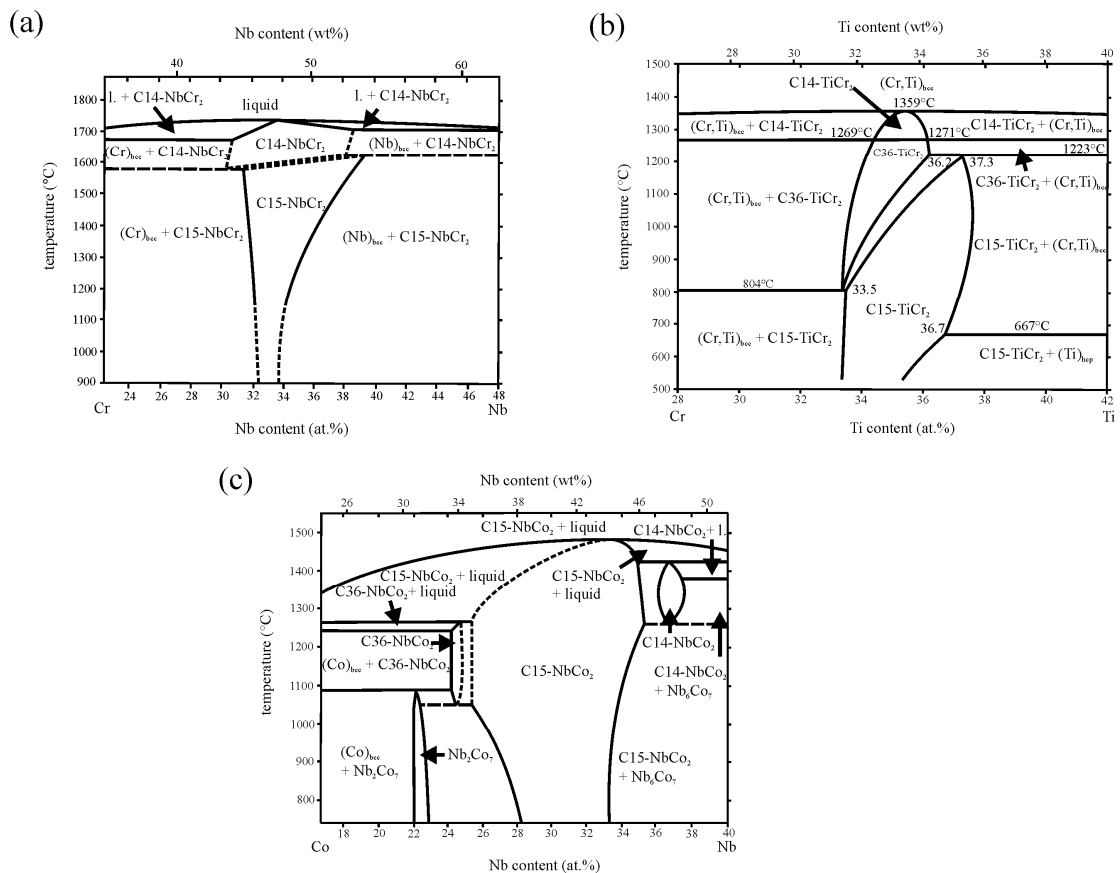 (a)
Nb content (wt%)
40 50 60
1800
1700
1600
1500
1400
1300
1200
1100
1000
900
temperature (°C)
l. + C14-NbCr₂
liquid
l. + C14-NbCr₂
(Cr)bcc + C14-NbCr₂
C14-NbCr₂
(Nb)bcc + C14-NbCr₂
C15-NbCr₂
(Cr)bcc + C15-NbCr₂
(Nb)bcc + C15-NbCr₂
24 26 28 30 32 34 36 38 40 42 44 46 48
Cr Nb
Nb content (at.%)
(b)
Ti content (wt%)
28 30 32 34 36 38 40
1500
1400
1300
1200
1100
1000
800
700
600
500
temperature (°C)
C14-TiCr₂
(Cr,Ti)bcc
1359°C
(Cr,Ti)bcc + C14-TiCr₂
C14-TiCr₂ + (Cr,Ti)bcc
1269°C
1271°C
C36-TiCr₂
1223°C
36.2
37.3
C36-TiCr₂ + (Cr,Ti)bcc
(Cr,Ti)bcc + C36-TiCr₂
C15-TiCr₂ + (Cr,Ti)bcc
804°C
33.5
C15-TiCr₂
36.7
667°C
(Cr,Ti)bcc + C15-TiCr₂
C15-TiCr₂ + (Ti)hcp
28 30 32 34 36 38 40 42
Cr Ti
Ti content (at.%)
(c)
Nb content (wt%)
26 28 30 32 34 36 38 40 42 44 46 48 50
1500
1400
1300
1200
1100
1000
900
800
temperature (°C)
C15-NbCo₂ + liquid
C14-NbCo₂ + l.
C15-NbCo₂ + liquid
C15-NbCo₂
+ liquid
C36-NbCo₂ + liquid
C36-NbCo₂
(Co)bcc + C36-NbCo₂
C14-NbCo₂
C15-NbCo₂
C14-NbCo₂
+ Nb₆Co₇
(Co)bcc
+ Nb₂Co₇
Nb₂Co₇
C15-NbCo₂
+ Nb₆Co₇
18 20 22 24 26 28 30 32 34 36 38 40
Co Nb
Nb content (at.%)